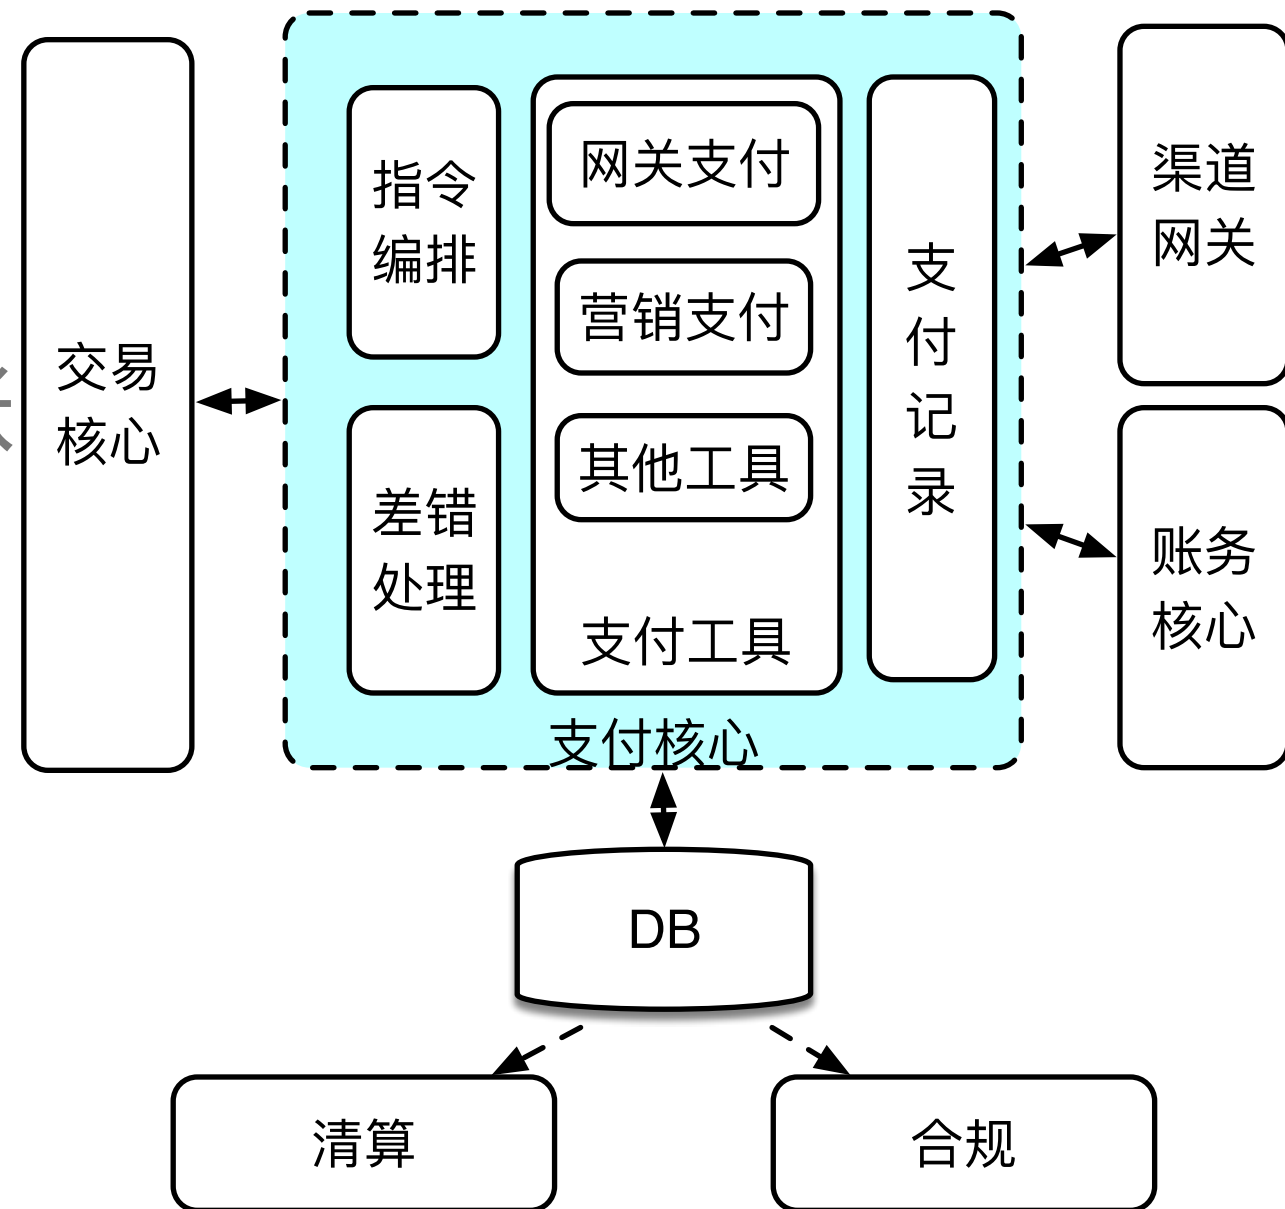 交易
核心
指令
编排
差错
处理
网关支付
营销支付
其他工具
支付工具
支
付
记
录
支付核心
渠道
网关
账务
核心
DB
清算
合规